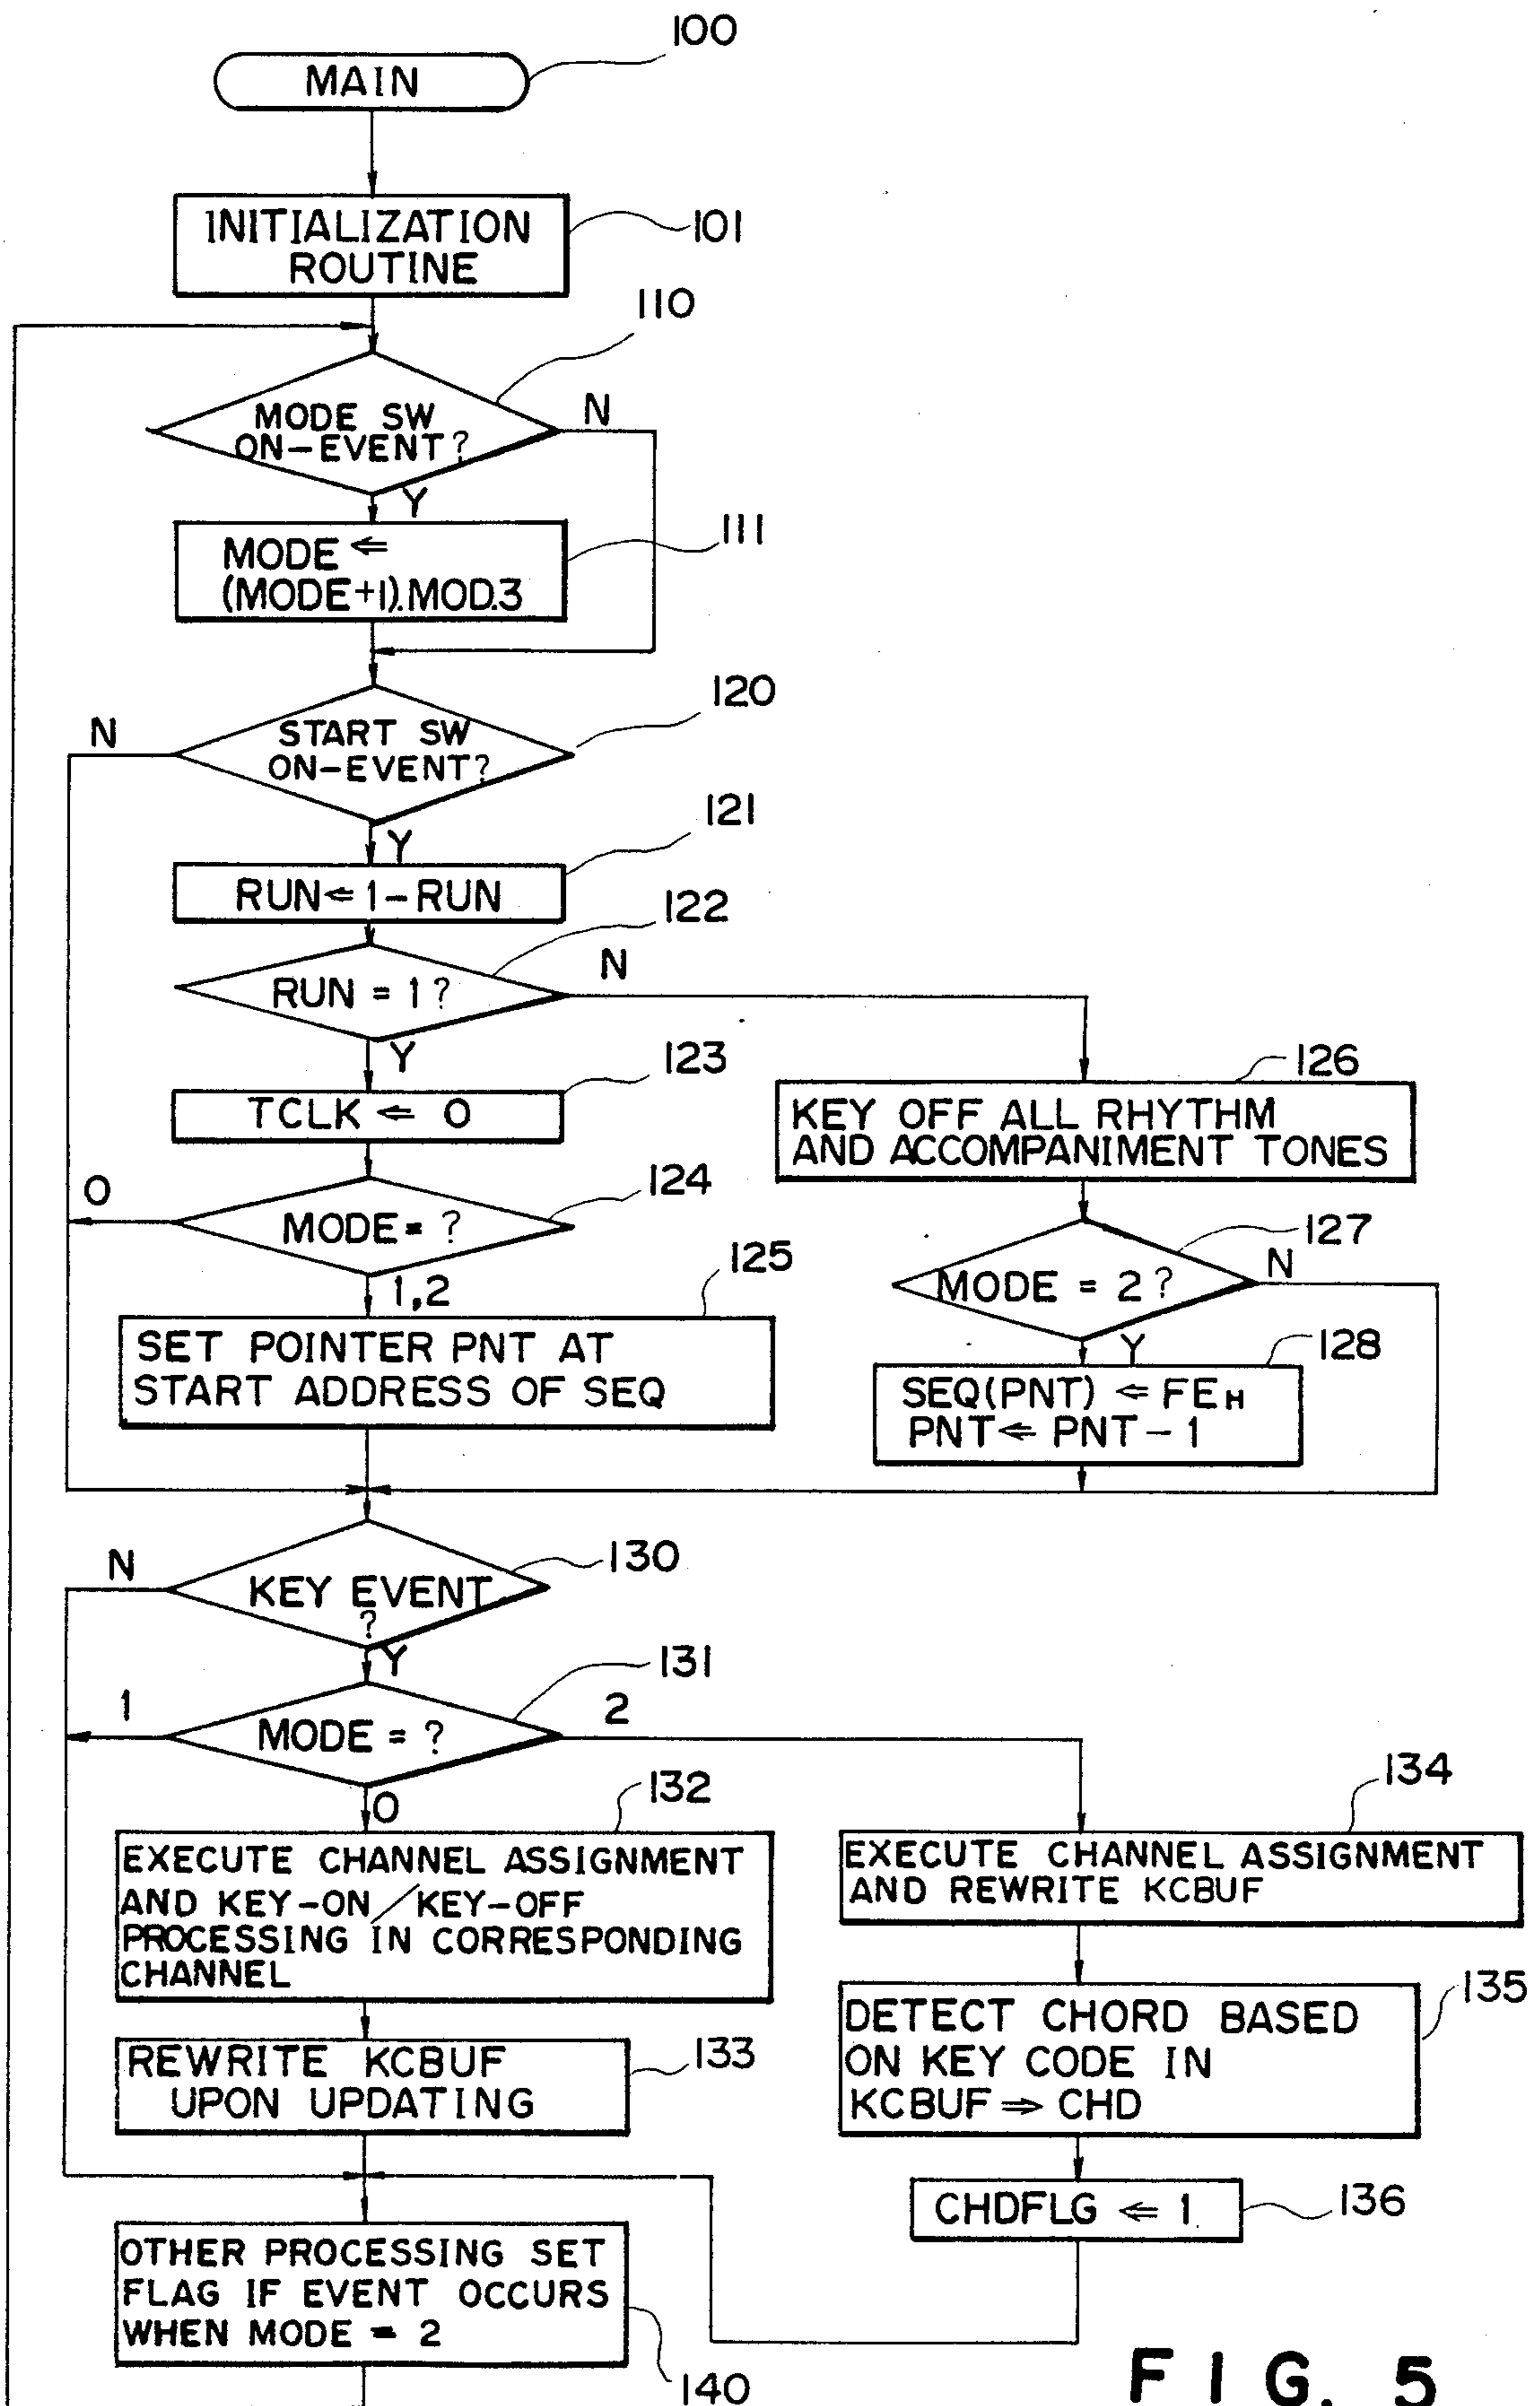 100
MAIN
INITIALIZATION
ROUTINE
101
110
MODE SW
ON-EVENT?
N
Y
111
MODE ⇐
(MODE+1).MOD.3
120
N
START SW
ON-EVENT?
Y
121
RUN ⇐ 1 - RUN
122
RUN = 1 ?
N
Y
123
TCLK ⇐ 0
126
KEY OFF ALL RHYTHM
AND ACCOMPANIMENT TONES
124
0
MODE = ?
1,2
127
MODE = 2 ?
N
Y
125
SET POINTER PNT AT
START ADDRESS OF SEQ
128
SEQ(PNT) ⇐ FEH
PNT ⇐ PNT - 1
N
130
KEY EVENT
?
Y
131
1
MODE = ?
2
0
132
EXECUTE CHANNEL ASSIGNMENT
AND KEY-ON/KEY-OFF
PROCESSING IN CORRESPONDING
CHANNEL
134
EXECUTE CHANNEL ASSIGNMENT
AND REWRITE KCBUF
133
REWRITE KCBUF
UPON UPDATING
135
DETECT CHORD BASED
ON KEY CODE IN
KCBUF ⇒ CHD
CHDFLG ⇐ 1
136
OTHER PROCESSING SET
FLAG IF EVENT OCCURS
WHEN MODE = 2
140
FIG. 5